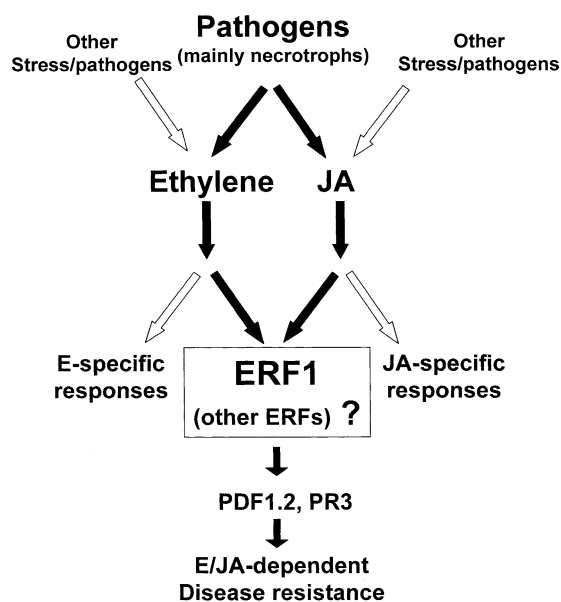 Pathogens
(mainly necrotrophs)
Other
Stress/pathogens
Other
Stress/pathogens
Ethylene
JA
E-specific
responses
ERF1
(other ERFs) ?
JA-specific
responses
PDF1.2, PR3
E/JA-dependent
Disease resistance